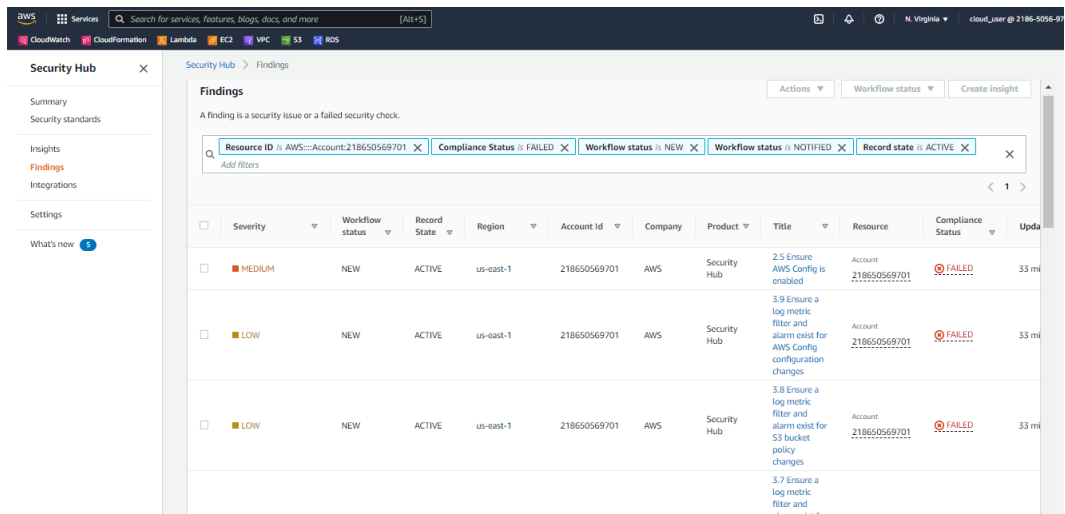 aws
Services
Search for services, features, blogs, docs, and more [Alt+S]
N. Virginia ▼
cloud_user @ 2186-5056-97
CloudWatch CloudFormation Lambda EC2 VPC S3 RDS
Security Hub
Summary
Security standards
Insights
Findings
Integrations
Settings
What's new 5
Security Hub > Findings
Findings
Actions ▼ Workflow status ▼ Create insight
A finding is a security issue or a failed security check.
Resource ID is AWS::::Account:218650569701 Compliance Status is FAILED Workflow status is NEW Workflow status is NOTIFIED Record state is ACTIVE
Add filters
< 1 >
Severity
Workflow
status
Record
State
Region
Account Id
Company
Product
Title
Resource
Compliance
Status
Upda
MEDIUM
NEW
ACTIVE
us-east-1
218650569701
AWS
Security
Hub
2.5 Ensure
AWS Config is
enabled
Account
218650569701
FAILED
33 mi
LOW
NEW
ACTIVE
us-east-1
218650569701
AWS
Security
Hub
3.9 Ensure a
log metric
filter and
alarm exist for
AWS Config
configuration
changes
Account
218650569701
FAILED
33 mi
LOW
NEW
ACTIVE
us-east-1
218650569701
AWS
Security
Hub
3.8 Ensure a
log metric
filter and
alarm exist for
S3 bucket
policy
changes
Account
218650569701
FAILED
33 mi
3.7 Ensure a
log metric
filter and